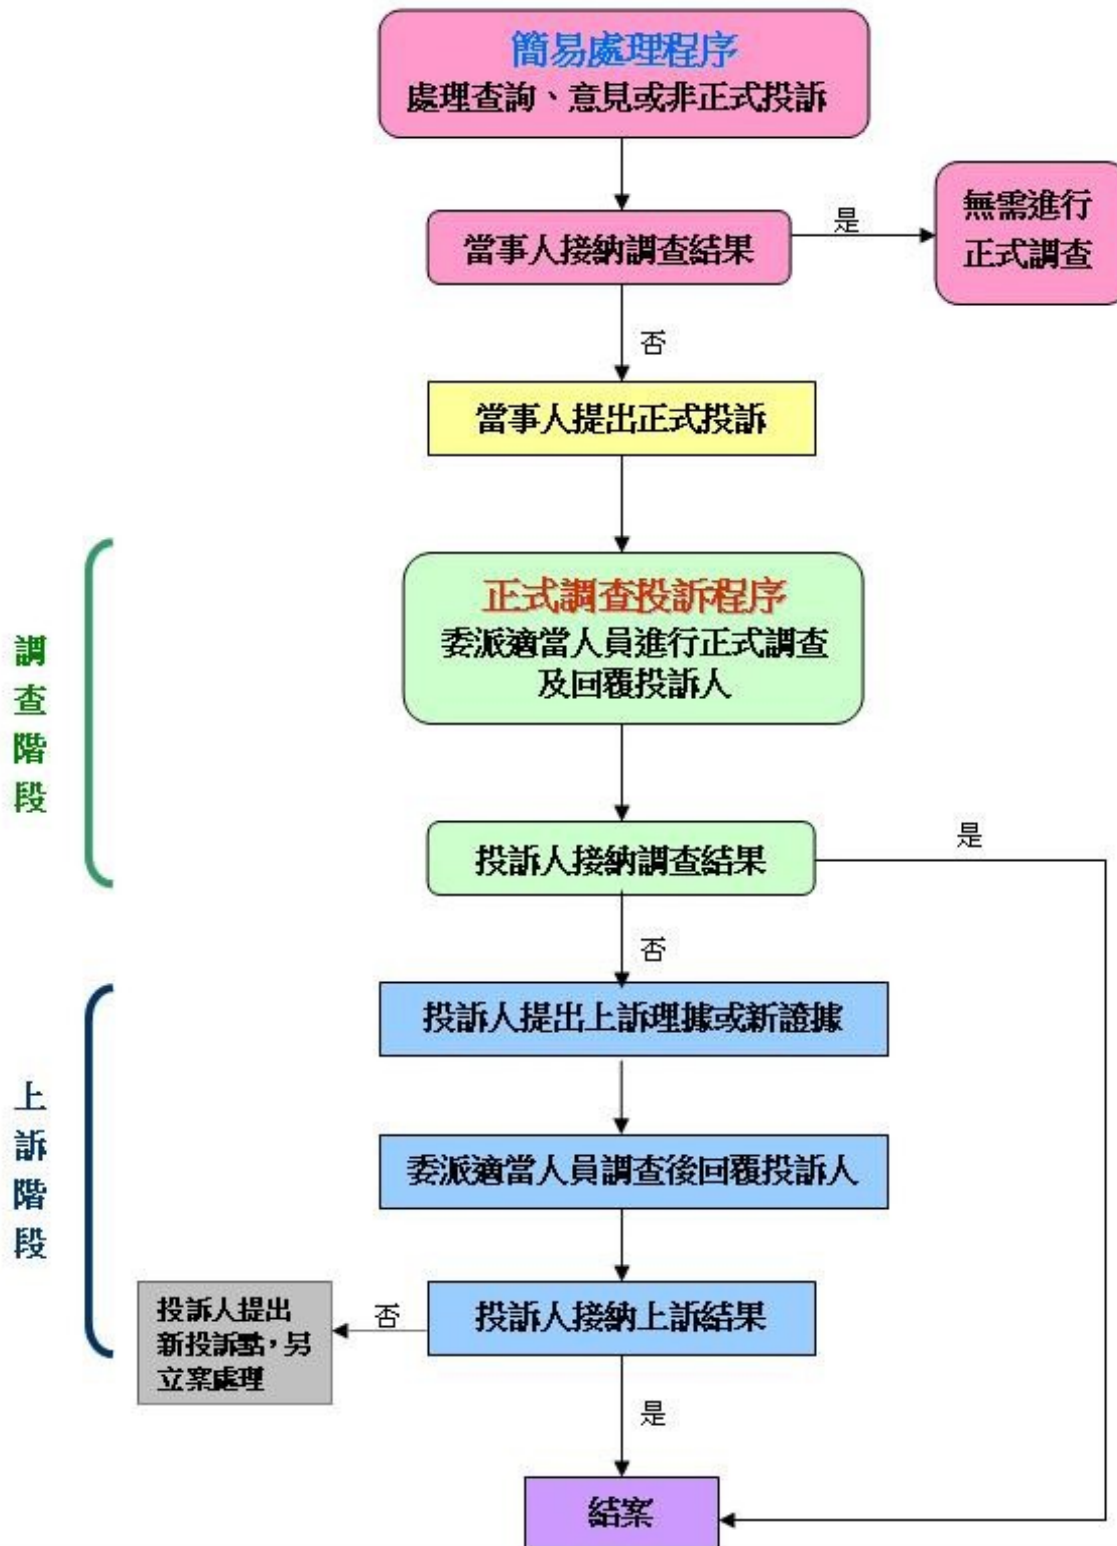 簡易處理程序
處理查詢、意見或非正式投訴
當事人接納調查結果
是
無需進行
正式調查
否
當事人提出正式投訴
調查階段
正式調查投訴程序
委派適當人員進行正式調查
及回覆投訴人
投訴人接納調查結果
是
否
上訴階段
投訴人提出上訴理據或新證據
委派適當人員調查後回覆投訴人
投訴人接納上訴結果
否
投訴人提出
新投訴點，另
立案處理
是
結案